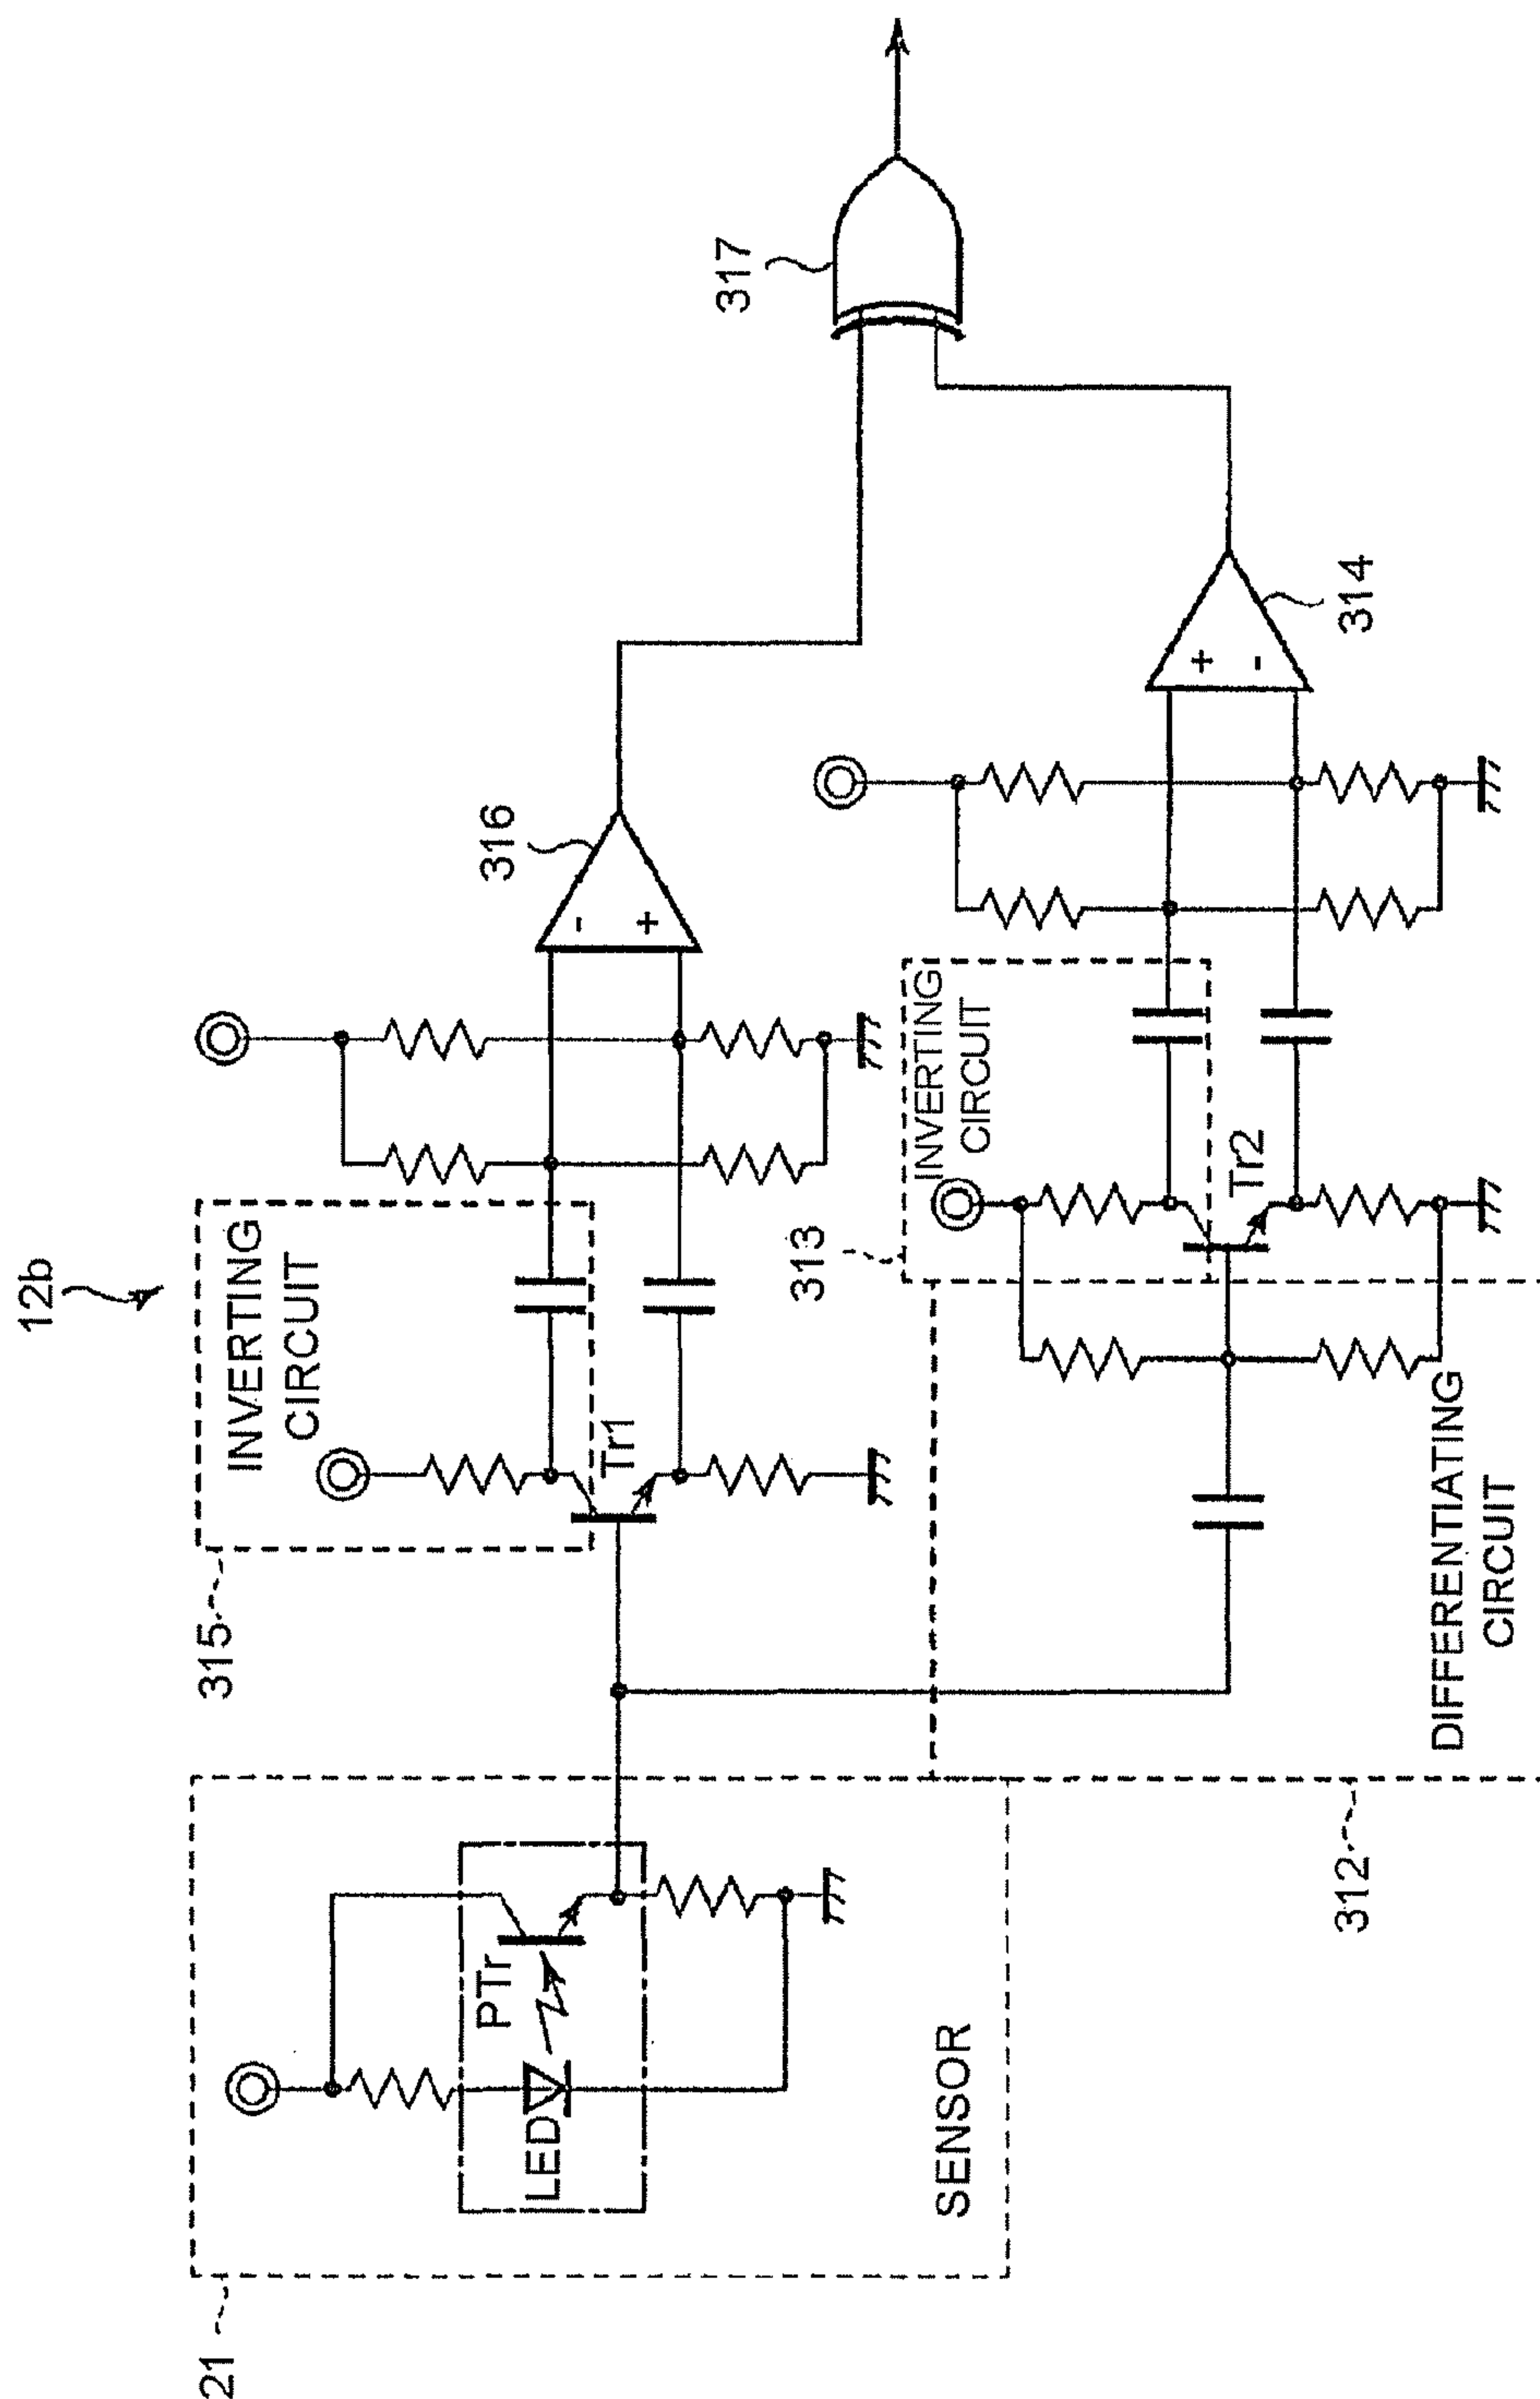 12b
315
INVERTING
CIRCUIT
Tr1
316
-
+
317
21
LED
PTr
SENSOR
313
INVERTING
CIRCUIT
Tr2
+
-
314
312
DIFFERENTIATING
CIRCUIT